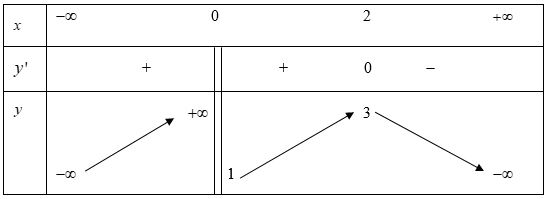 x −∞ 0 2 +∞
y' + + 0 −
y +∞ 3
−∞ 1 −∞